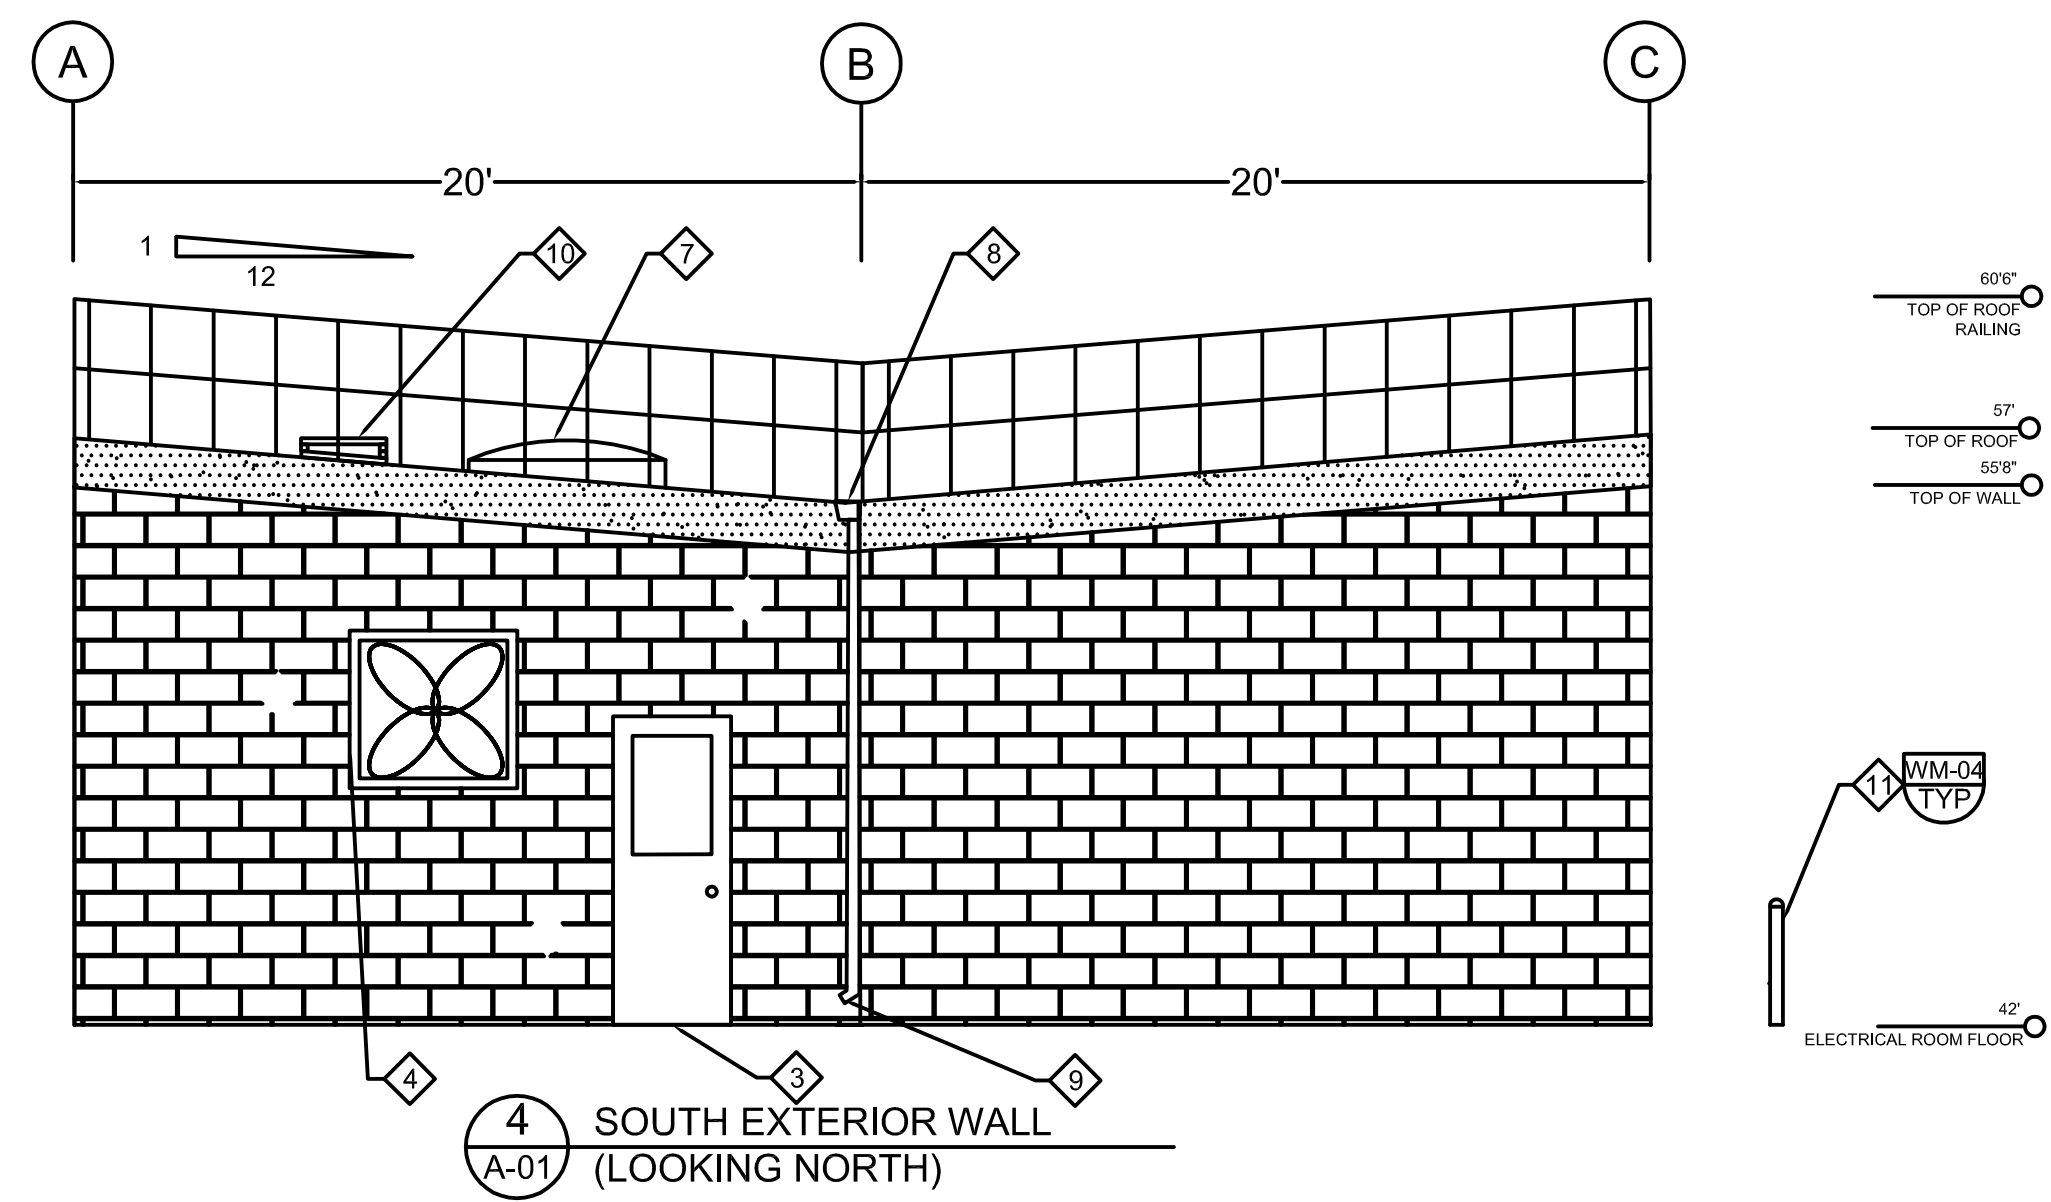 A
B
C
20'
20'
1
12
10
7
8
60'6"
TOP OF ROOF
RAILING
57'
TOP OF ROOF
55'8"
TOP OF WALL
11
WM-04
TYP
42'
ELECTRICAL ROOM FLOOR
4
3
9
4
A-01
SOUTH EXTERIOR WALL
(LOOKING NORTH)